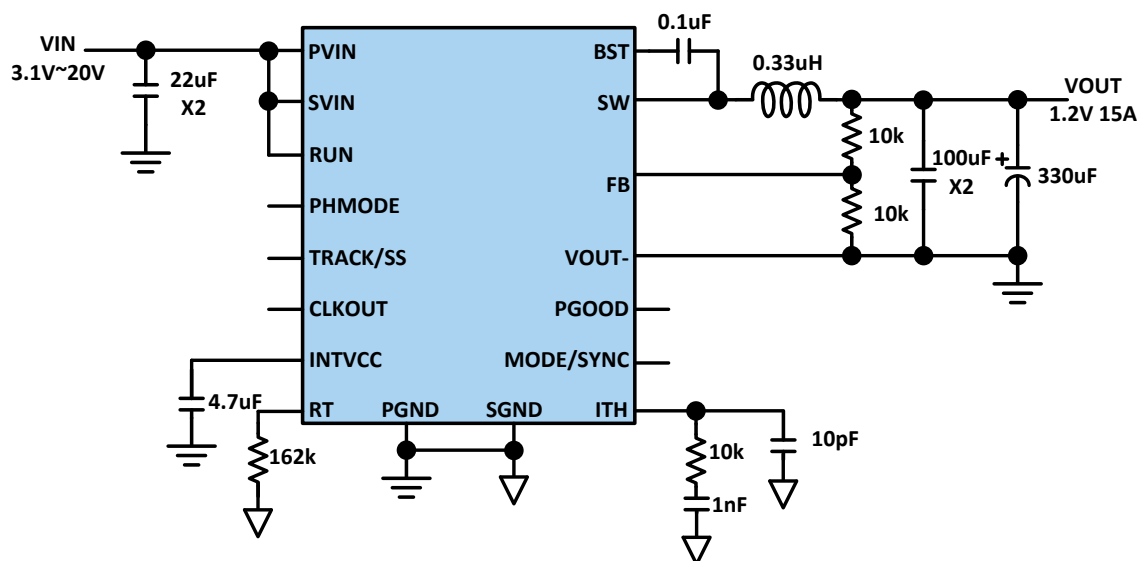 VIN
3.1V~20V
22uF
X2
PVIN
SVIN
RUN
PHMODE
TRACK/SS
CLKOUT
INTVCC
RT
PGND
SGND
ITH
BST
SW
FB
VOUT-
PGOOD
MODE/SYNC
0.1uF
0.33uH
VOUT
1.2V 15A
10k
10k
100uF
X2
+
330uF
4.7uF
162k
10k
1nF
10pF